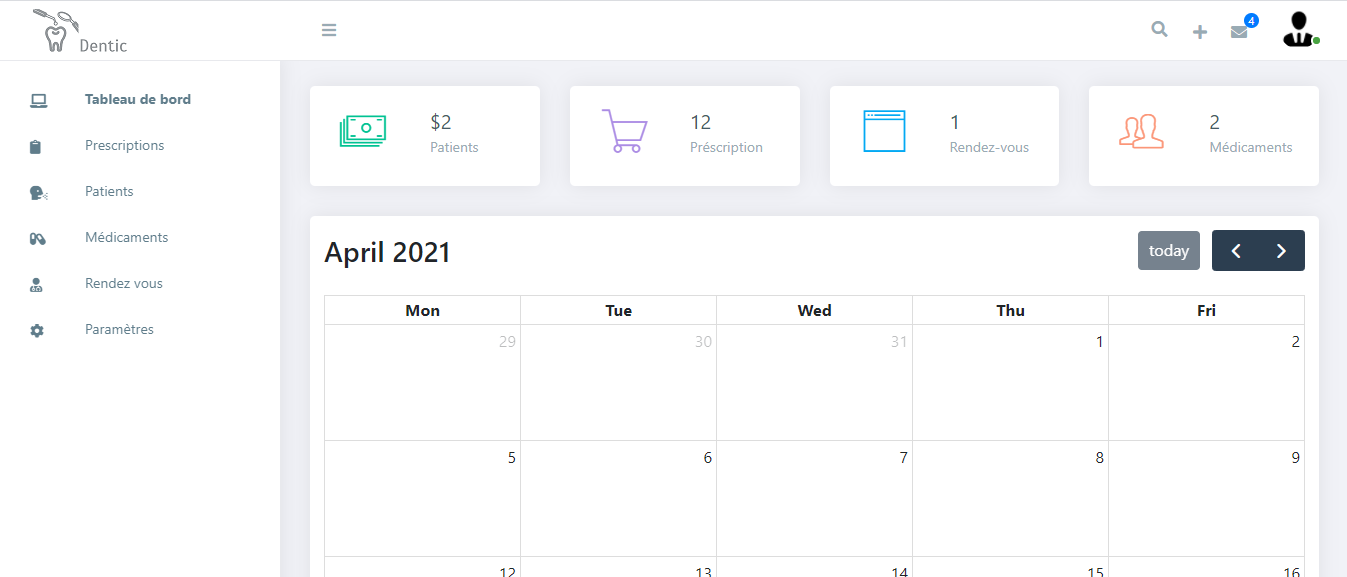 Dentic
4
Tableau de bord
Prescriptions
Patients
Médicaments
Rendez vous
Paramètres
$2
Patients
12
Préscription
1
Rendez-vous
2
Médicaments
April 2021
today
Mon Tue Wed Thu Fri
29 30 31 1 2
5 6 7 8 9
12 13 14 15 16